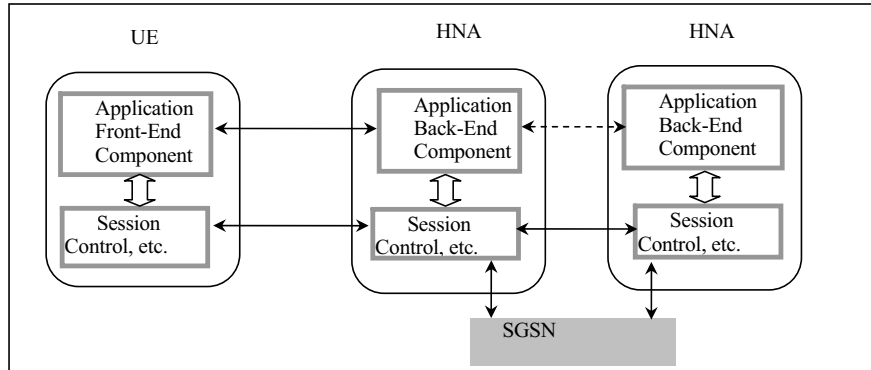 UE
HNA
HNA
Application
Front-End
Component
Application
Back-End
Component
Application
Back-End
Component
Session
Control, etc.
Session
Control, etc.
Session
Control, etc.
SGSN